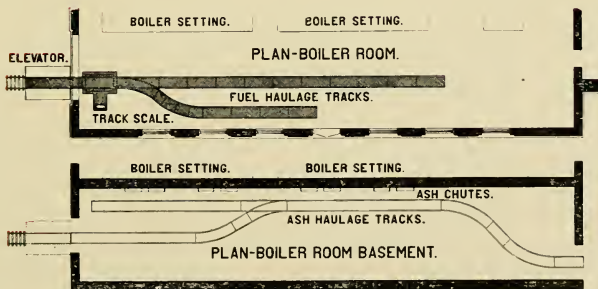 BOILER SETTING. BOILER SETTING.
ELEVATOR. PLAN-BOILER ROOM.
FUEL HAULAGE TRACKS.
TRACK SCALE.
BOILER SETTING. BOILER SETTING.
ASH CHUTES.
ASH HAULAGE TRACKS.
PLAN-BOILER ROOM BASEMENT.